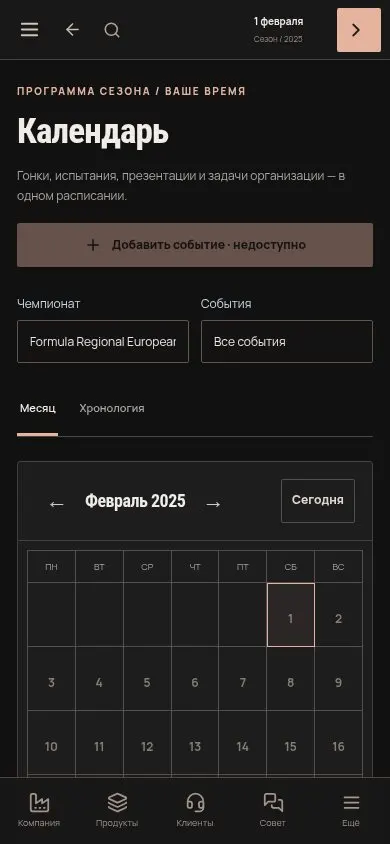 1 февраля
Сезон / 2025
ПРОГРАММА СЕЗОНА / ВАШЕ ВРЕМЯ
Календарь
Гонки, испытания, презентации и задачи организации — в
одном расписании.
+ Добавить событие · недоступно
Чемпионат События
Formula Regional European Все события
Месяц Хронология
← Февраль 2025 → Сегодня
ПН ВТ СР ЧТ ПТ СБ ВС
1 2
3 4 5 6 7 8 9
10 11 12 13 14 15 16
Компания Продукты Клиенты Совет Ещё